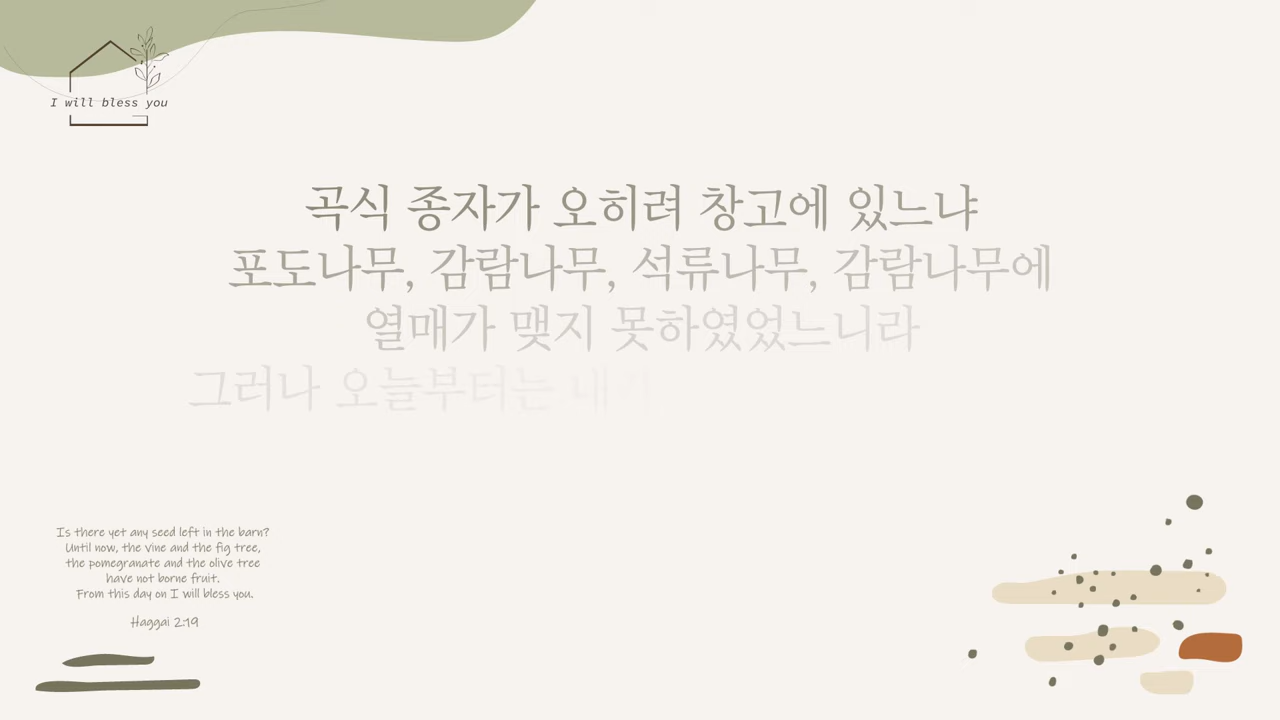 I will bless you
곡식 종자가 오히려 창고에 있느냐
포도나무, 감람나무, 석류나무, 감람나무에
열매가 맺지 못하였었느니라
그러나 오늘부터는
Is there yet any seed left in the barn?
Until now, the vine and the fig tree,
the pomegranate and the olive tree
have not borne fruit.
From this day on I will bless you.
Haggai 2:19